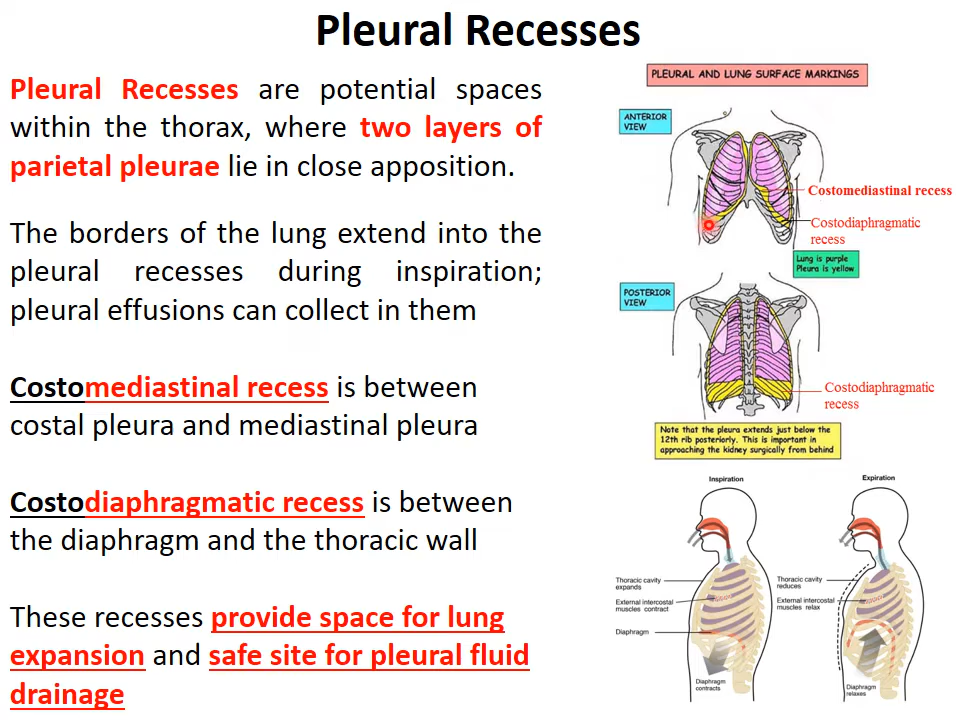 Pleural Recesses
Pleural Recesses are potential spaces
within the thorax, where two layers of
parietal pleurae lie in close apposition.
The borders of the lung extend into the
pleural recesses during inspiration;
pleural effusions can collect in them
Costomediastinal recess is between
costal pleura and mediastinal pleura
Costodiaphragmatic recess is between
the diaphragm and the thoracic wall
These recesses provide space for lung
expansion and safe site for pleural fluid
drainage
PLEURAL AND LUNG SURFACE MARKINGS
ANTERIOR
VIEW
Costomediastinal recess
Costodiaphragmatic
recess
Lung is purple
Pleura is yellow
POSTERIOR
VIEW
Costodiaphragmatic
recess
Note that the pleura extends just below the
12th rib posteriorly. This is important in
approaching the kidney surgically from behind
Inspiration
Thoracic cavity
expands
External intercostal
muscles contract
Diaphragm
Diaphragm
contracts
Expiration
Thoracic cavity
reduces
External intercostal
muscles relax
Diaphragm
relaxes